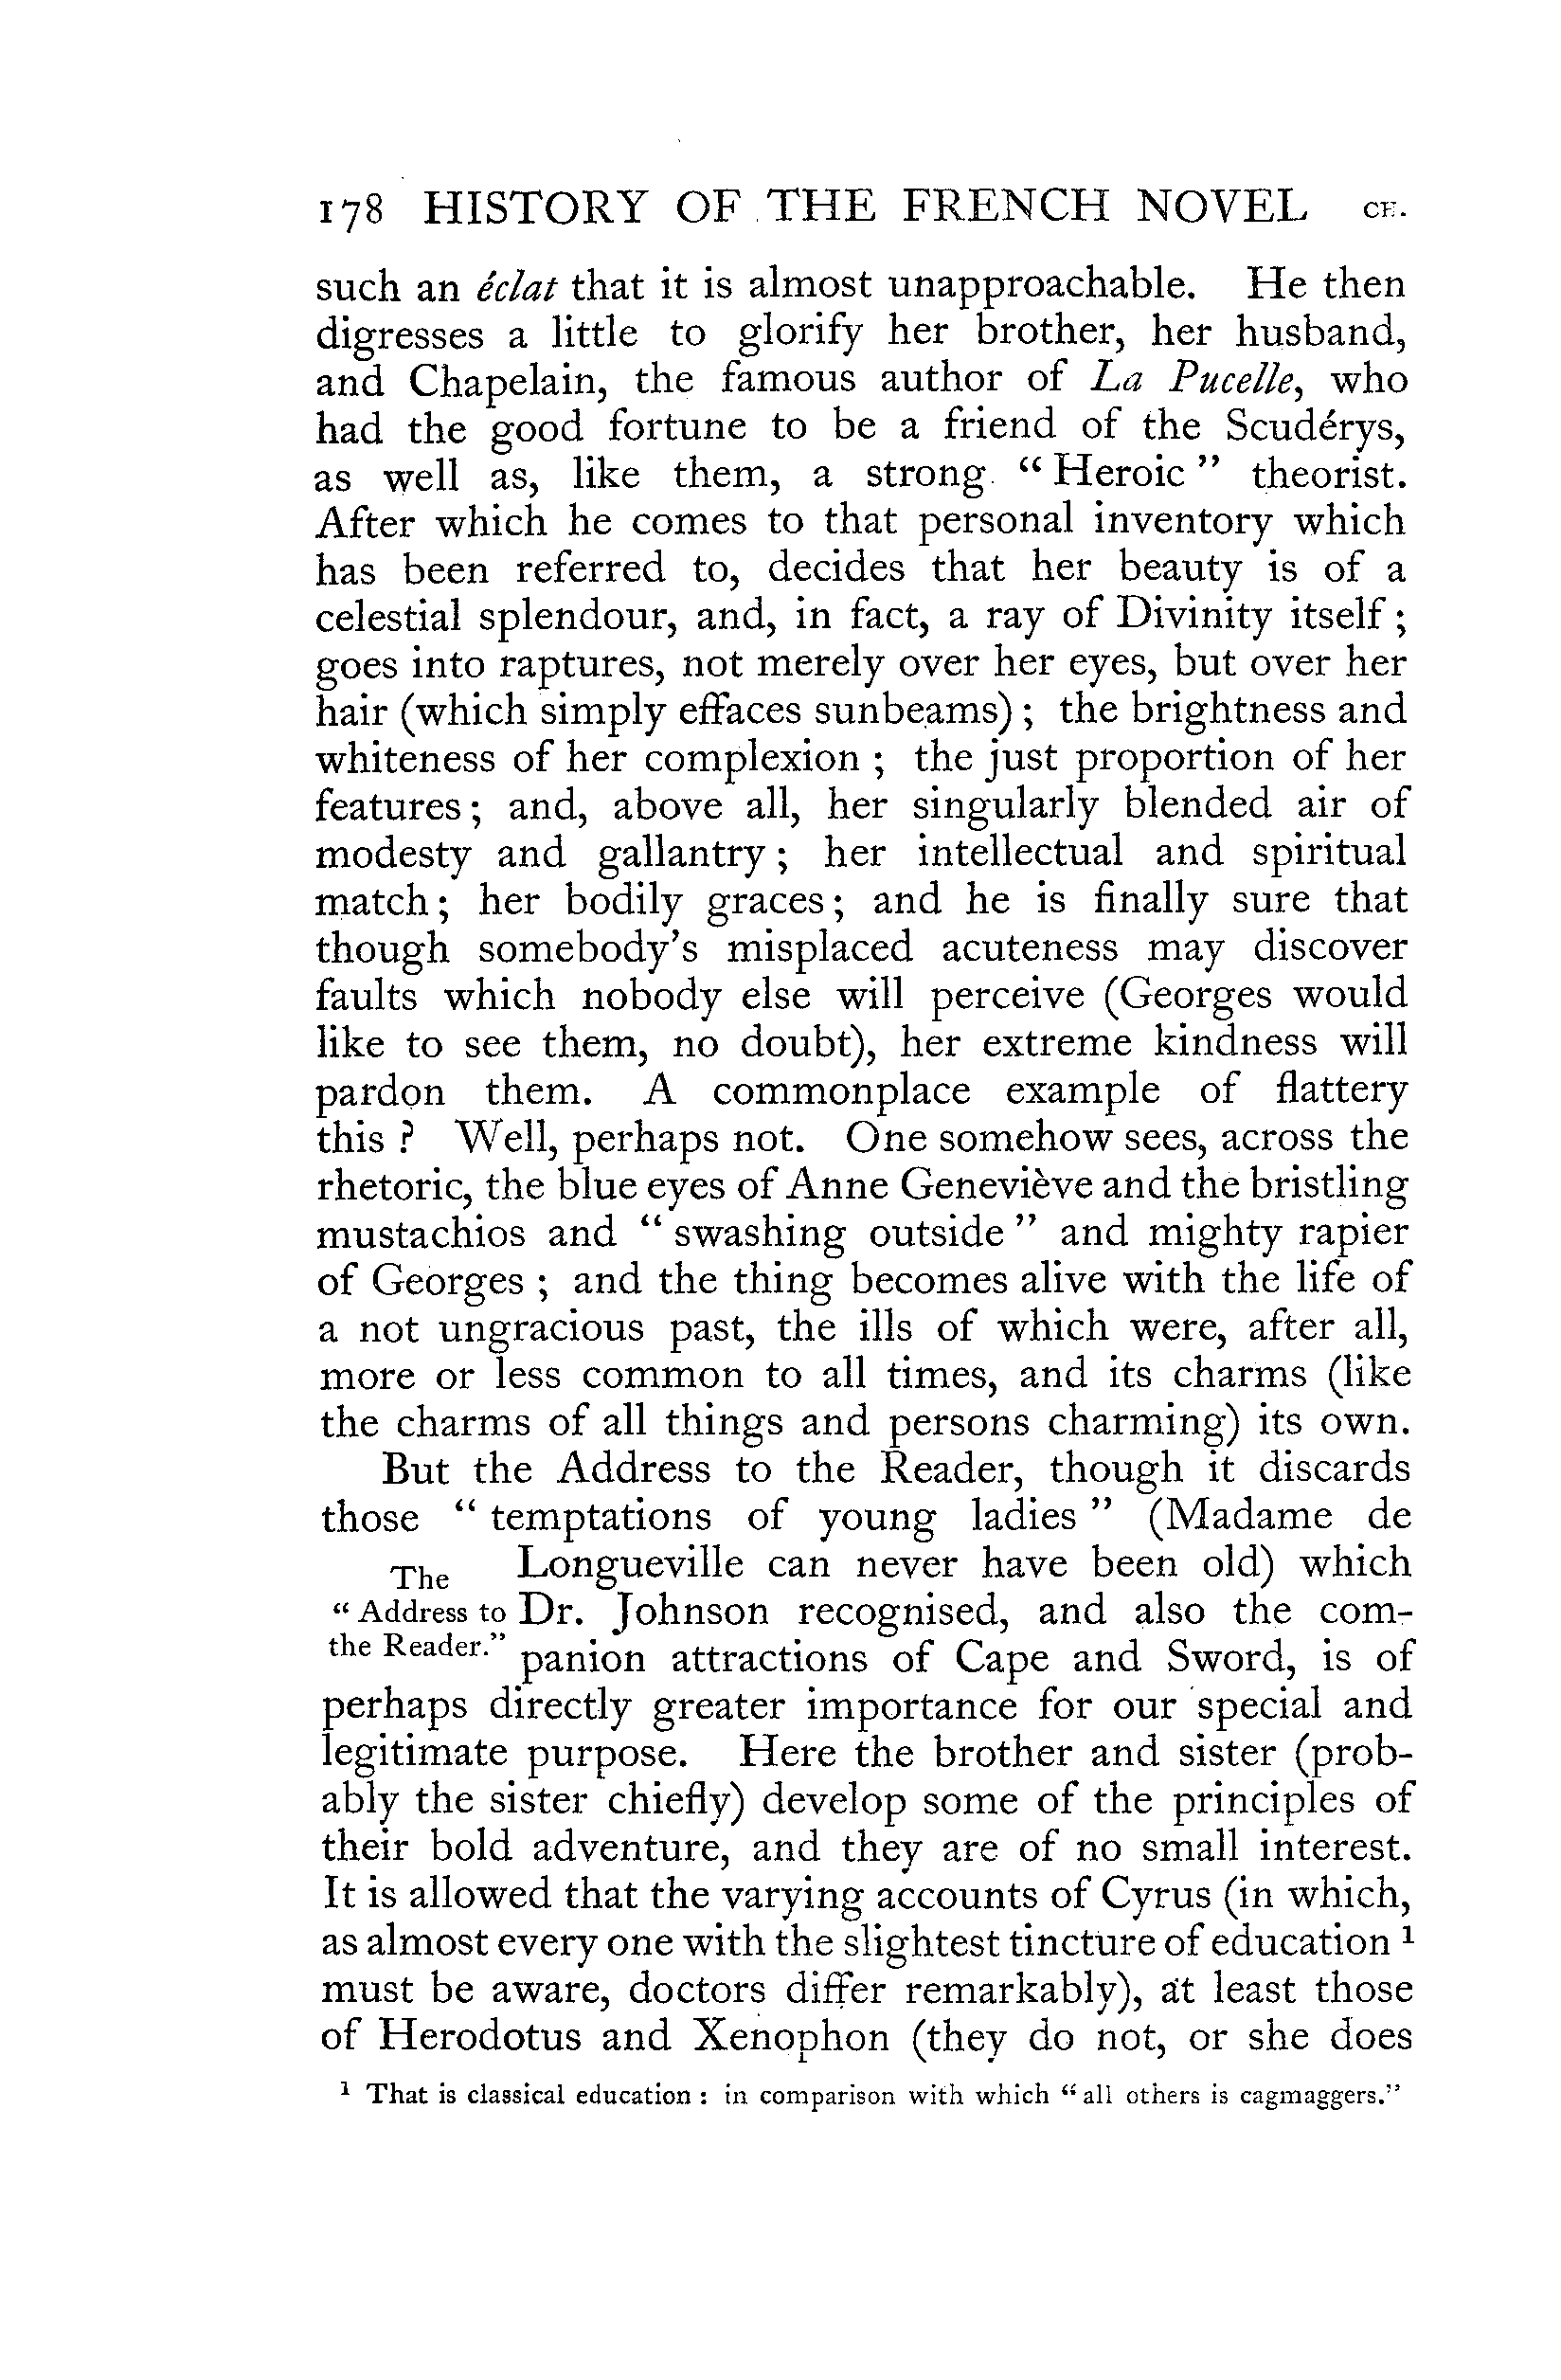 178 HISTORY OF THE FRENCH NOVEL CH.
such an éclat that it is almost unapproachable. He then
digresses a little to glorify her brother, her husband,
and Chapelain, the famous author of La Pucelle, who
had the good fortune to be a friend of the Scudérys,
as well as, like them, a strong “Heroic” theorist.
After which he comes to that personal inventory which
has been referred to, decides that her beauty is of a
celestial splendour, and, in fact, a ray of Divinity itself;
goes into raptures, not merely over her eyes, but over her
hair (which simply effaces sunbeams); the brightness and
whiteness of her complexion; the just proportion of her
features; and, above all, her singularly blended air of
modesty and gallantry; her intellectual and spiritual
match; her bodily graces; and he is finally sure that
though somebody's misplaced acuteness may discover
faults which nobody else will perceive (Georges would
like to see them, no doubt), her extreme kindness will
pardon them. A commonplace example of flattery
this? Well, perhaps not. One somehow sees, across the
rhetoric, the blue eyes of Anne Geneviève and the bristling
mustachios and “swashing outside” and mighty rapier
of Georges; and the thing becomes alive with the life of
a not ungracious past, the ills of which were, after all,
more or less common to all times, and its charms (like
the charms of all things and persons charming) its own.
But the Address to the Reader, though it discards
those “temptations of young ladies” (Madame de
The
“Address to
the Reader.”
Longueville can never have been old) which
Dr. Johnson recognised, and also the com-
panion attractions of Cape and Sword, is of
perhaps directly greater importance for our special and
legitimate purpose. Here the brother and sister (prob-
ably the sister chiefly) develop some of the principles of
their bold adventure, and they are of no small interest.
It is allowed that the varying accounts of Cyrus (in which,
as almost every one with the slightest tincture of education 1
must be aware, doctors differ remarkably), at least those
of Herodotus and Xenophon (they do not, or she does
1 That is classical education: in comparison with which “all others is cagmaggers.”